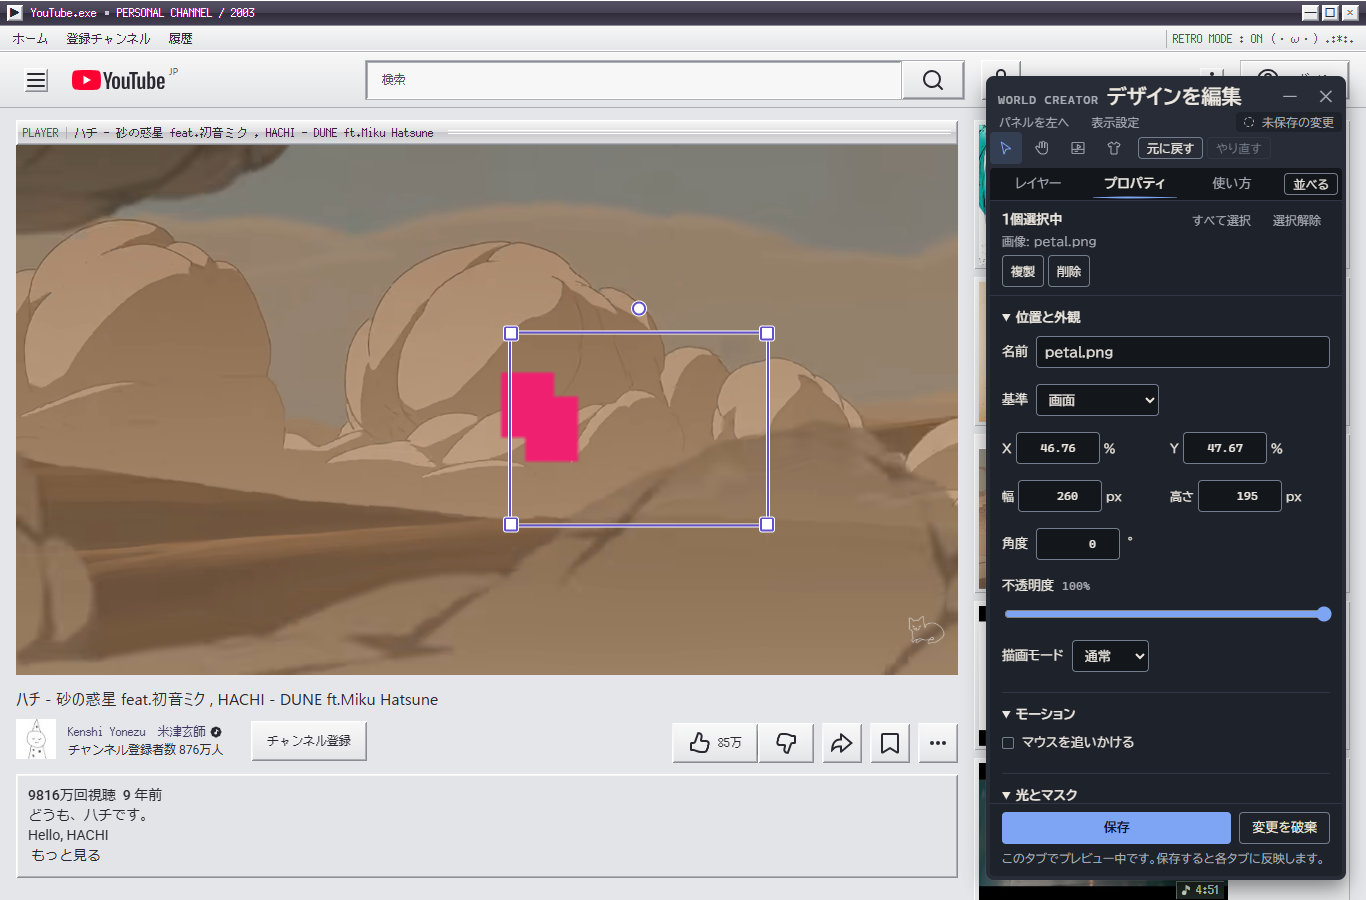 YouTube.exe ▪ PERSONAL CHANNEL / 2003
ホーム 登録チャンネル 履歴
RETRO MODE : ON (・ω・) .:*:.
YouTube JP
検索
PLAYER ハチ - 砂の惑星 feat.初音ミク , HACHI - DUNE ft.Miku Hatsune
ハチ - 砂の惑星 feat.初音ミク , HACHI - DUNE ft.Miku Hatsune
Kenshi Yonezu 米津玄師
チャンネル登録者数 876万人
チャンネル登録
85万
9816万回視聴 9 年前
どうも、ハチです。
Hello, HACHI
もっと見る
WORLD CREATOR デザインを編集
パネルを左へ 表示設定 未保存の変更
元に戻す やり直す
レイヤー プロパティ 使い方 並べる
1個選択中 すべて選択 選択解除
画像: petal.png
複製 削除
▼ 位置と外観
名前 petal.png
基準 画面
X 46.76 % Y 47.67 %
幅 260 px 高さ 195 px
角度 0 °
不透明度 100%
描画モード 通常
▼ モーション
マウスを追いかける
▼ 光とマスク
保存 変更を破棄
このタブでプレビュー中です。保存すると各タブに反映します。
♪ 4:51